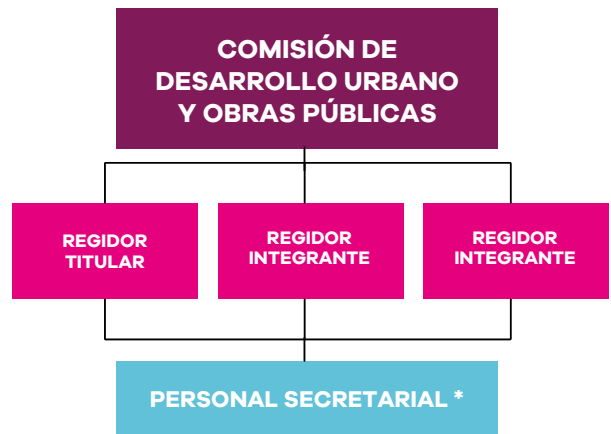 COMISIÓN DE
DESARROLLO URBANO
Y OBRAS PÚBLICAS
REGIDOR
TITULAR
REGIDOR
INTEGRANTE
REGIDOR
INTEGRANTE
PERSONAL SECRETARIAL *